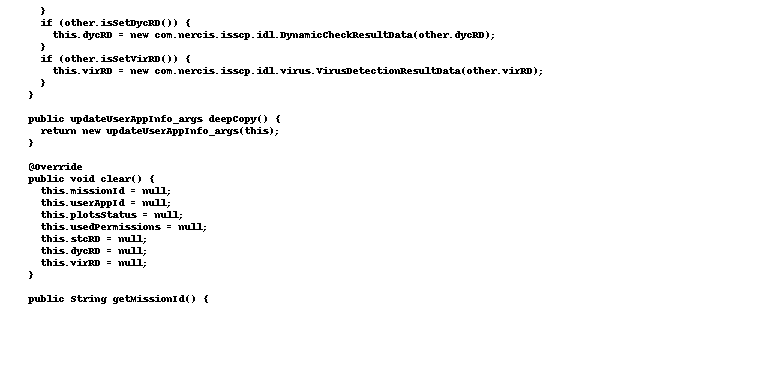 }
if (other.isSetDycRD()) {
this.dycRD = new com.nercis.isscp.idl.DynamicCheckResultData(other.dycRD);
}
if (other.isSetVirRD()) {
this.virRD = new com.nercis.isscp.idl.virus.VirusDetectionResultData(other.virRD);
}
}
public updateUserAppInfo_args deepCopy() {
return new updateUserAppInfo_args(this);
}
@Override
public void clear() {
this.missionId = null;
this.userAppId = null;
this.plotsStatus = null;
this.usedPermissions = null;
this.stcRD = null;
this.dycRD = null;
this.virRD = null;
}
public String getMissionId() {